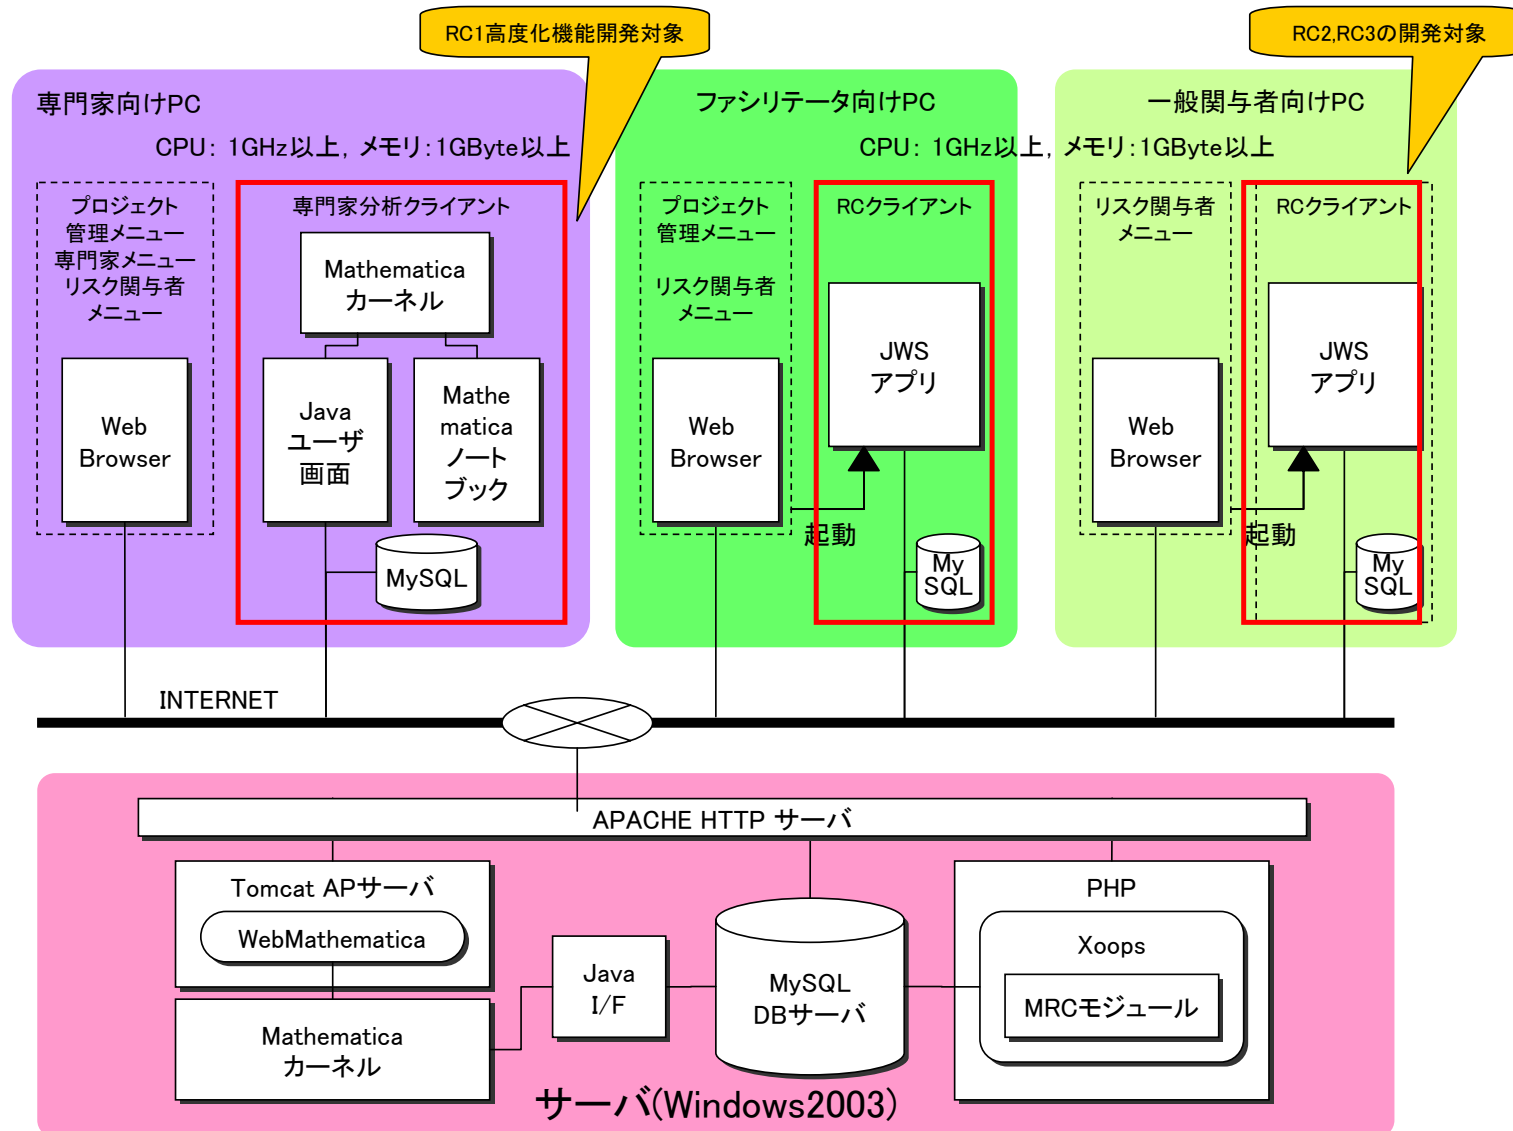 RC1高度化機能開発対象
RC2,RC3の開発対象
専門家向けPC
CPU： 1GHz以上，メモリ：1GByte以上
プロジェクト
管理メニュー
専門家メニュー
リスク関与者
メニュー
Web
Browser
専門家分析クライアント
Mathematica
カーネル
Java
ユーザ
画面
Mathe
matica
ノート
ブック
MySQL
ファシリテータ向けPC
CPU： 1GHz以上，メモリ：1GByte以上
プロジェクト
管理メニュー
リスク関与者
メニュー
Web
Browser
RCクライアント
JWS
アプリ
起動
My
SQL
一般関与者向けPC
リスク関与者
メニュー
Web
Browser
RCクライアント
JWS
アプリ
起動
My
SQL
INTERNET
APACHE HTTP サーバ
Tomcat APサーバ
WebMathematica
Mathematica
カーネル
Java
I/F
MySQL
DBサーバ
PHP
Xoops
MRCモジュール
サーバ(Windows2003)